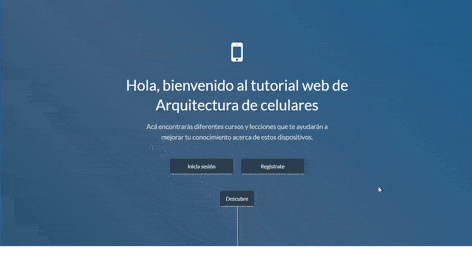 Hola, bienvenido al tutorial web de
Arquitectura de celulares
Acá encontrarás diferentes cursos y lecciones que te ayudarán a
mejorar tu conocimiento acerca de estos dispositivos.
Inicia sesión
Registrate
Descubre